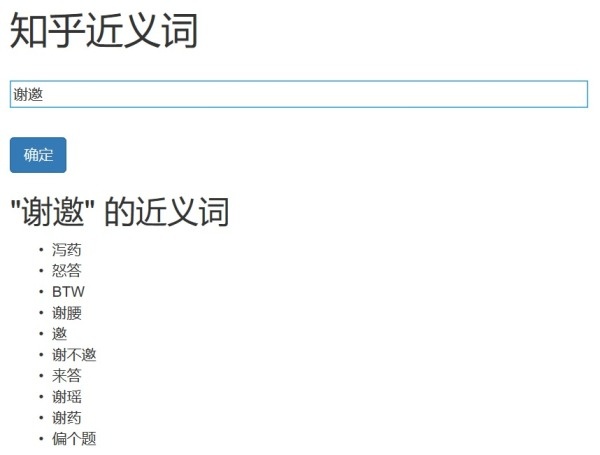 知乎近义词
谢邀
确定
"谢邀" 的近义词
• 泻药
• 怒答
• BTW
• 谢腰
• 邀
• 谢不邀
• 来答
• 谢瑶
• 谢药
• 偏个题